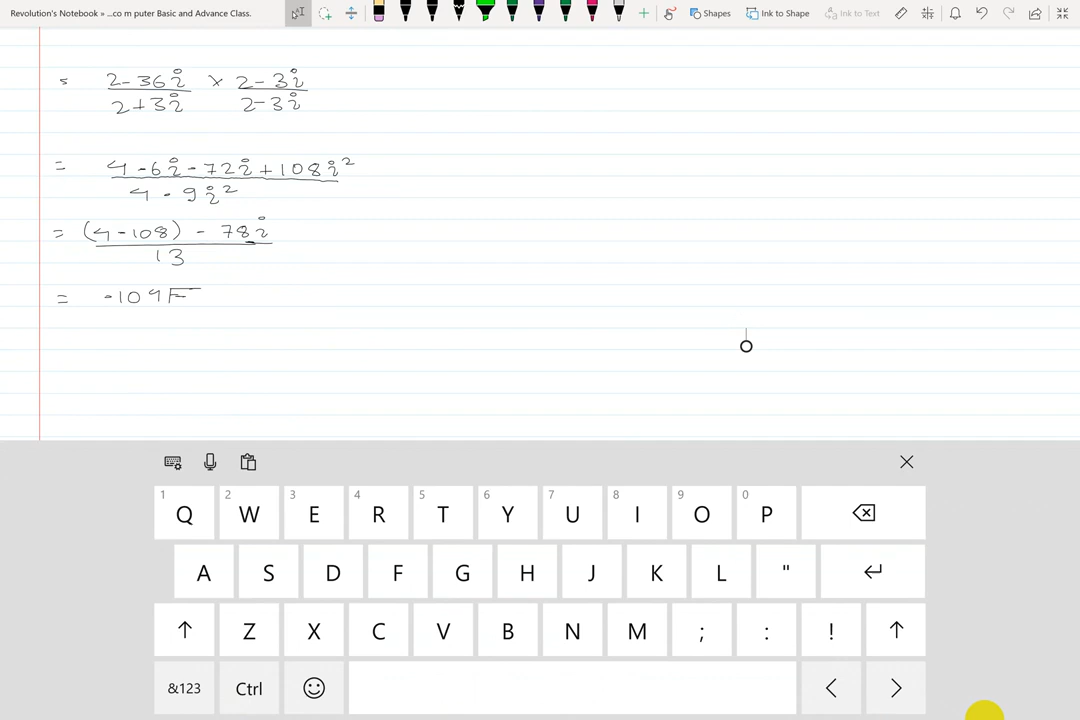 Revolution's Notebook » ...co m puter Basic and Advance Class.
Shapes
Ink to Shape
Ink to Text
= (2-36i)/(2+3i) × (2-3i)/(2-3i)
= (4-6i-72i+108i²)/(4-9i²)
= ((4-108) - 78i)/13
= -104
1 2 3 4 5 6 7 8 9 0
Q W E R T Y U I O P
A S D F G H J K L "
Z X C V B N M ; : !
&123 Ctrl